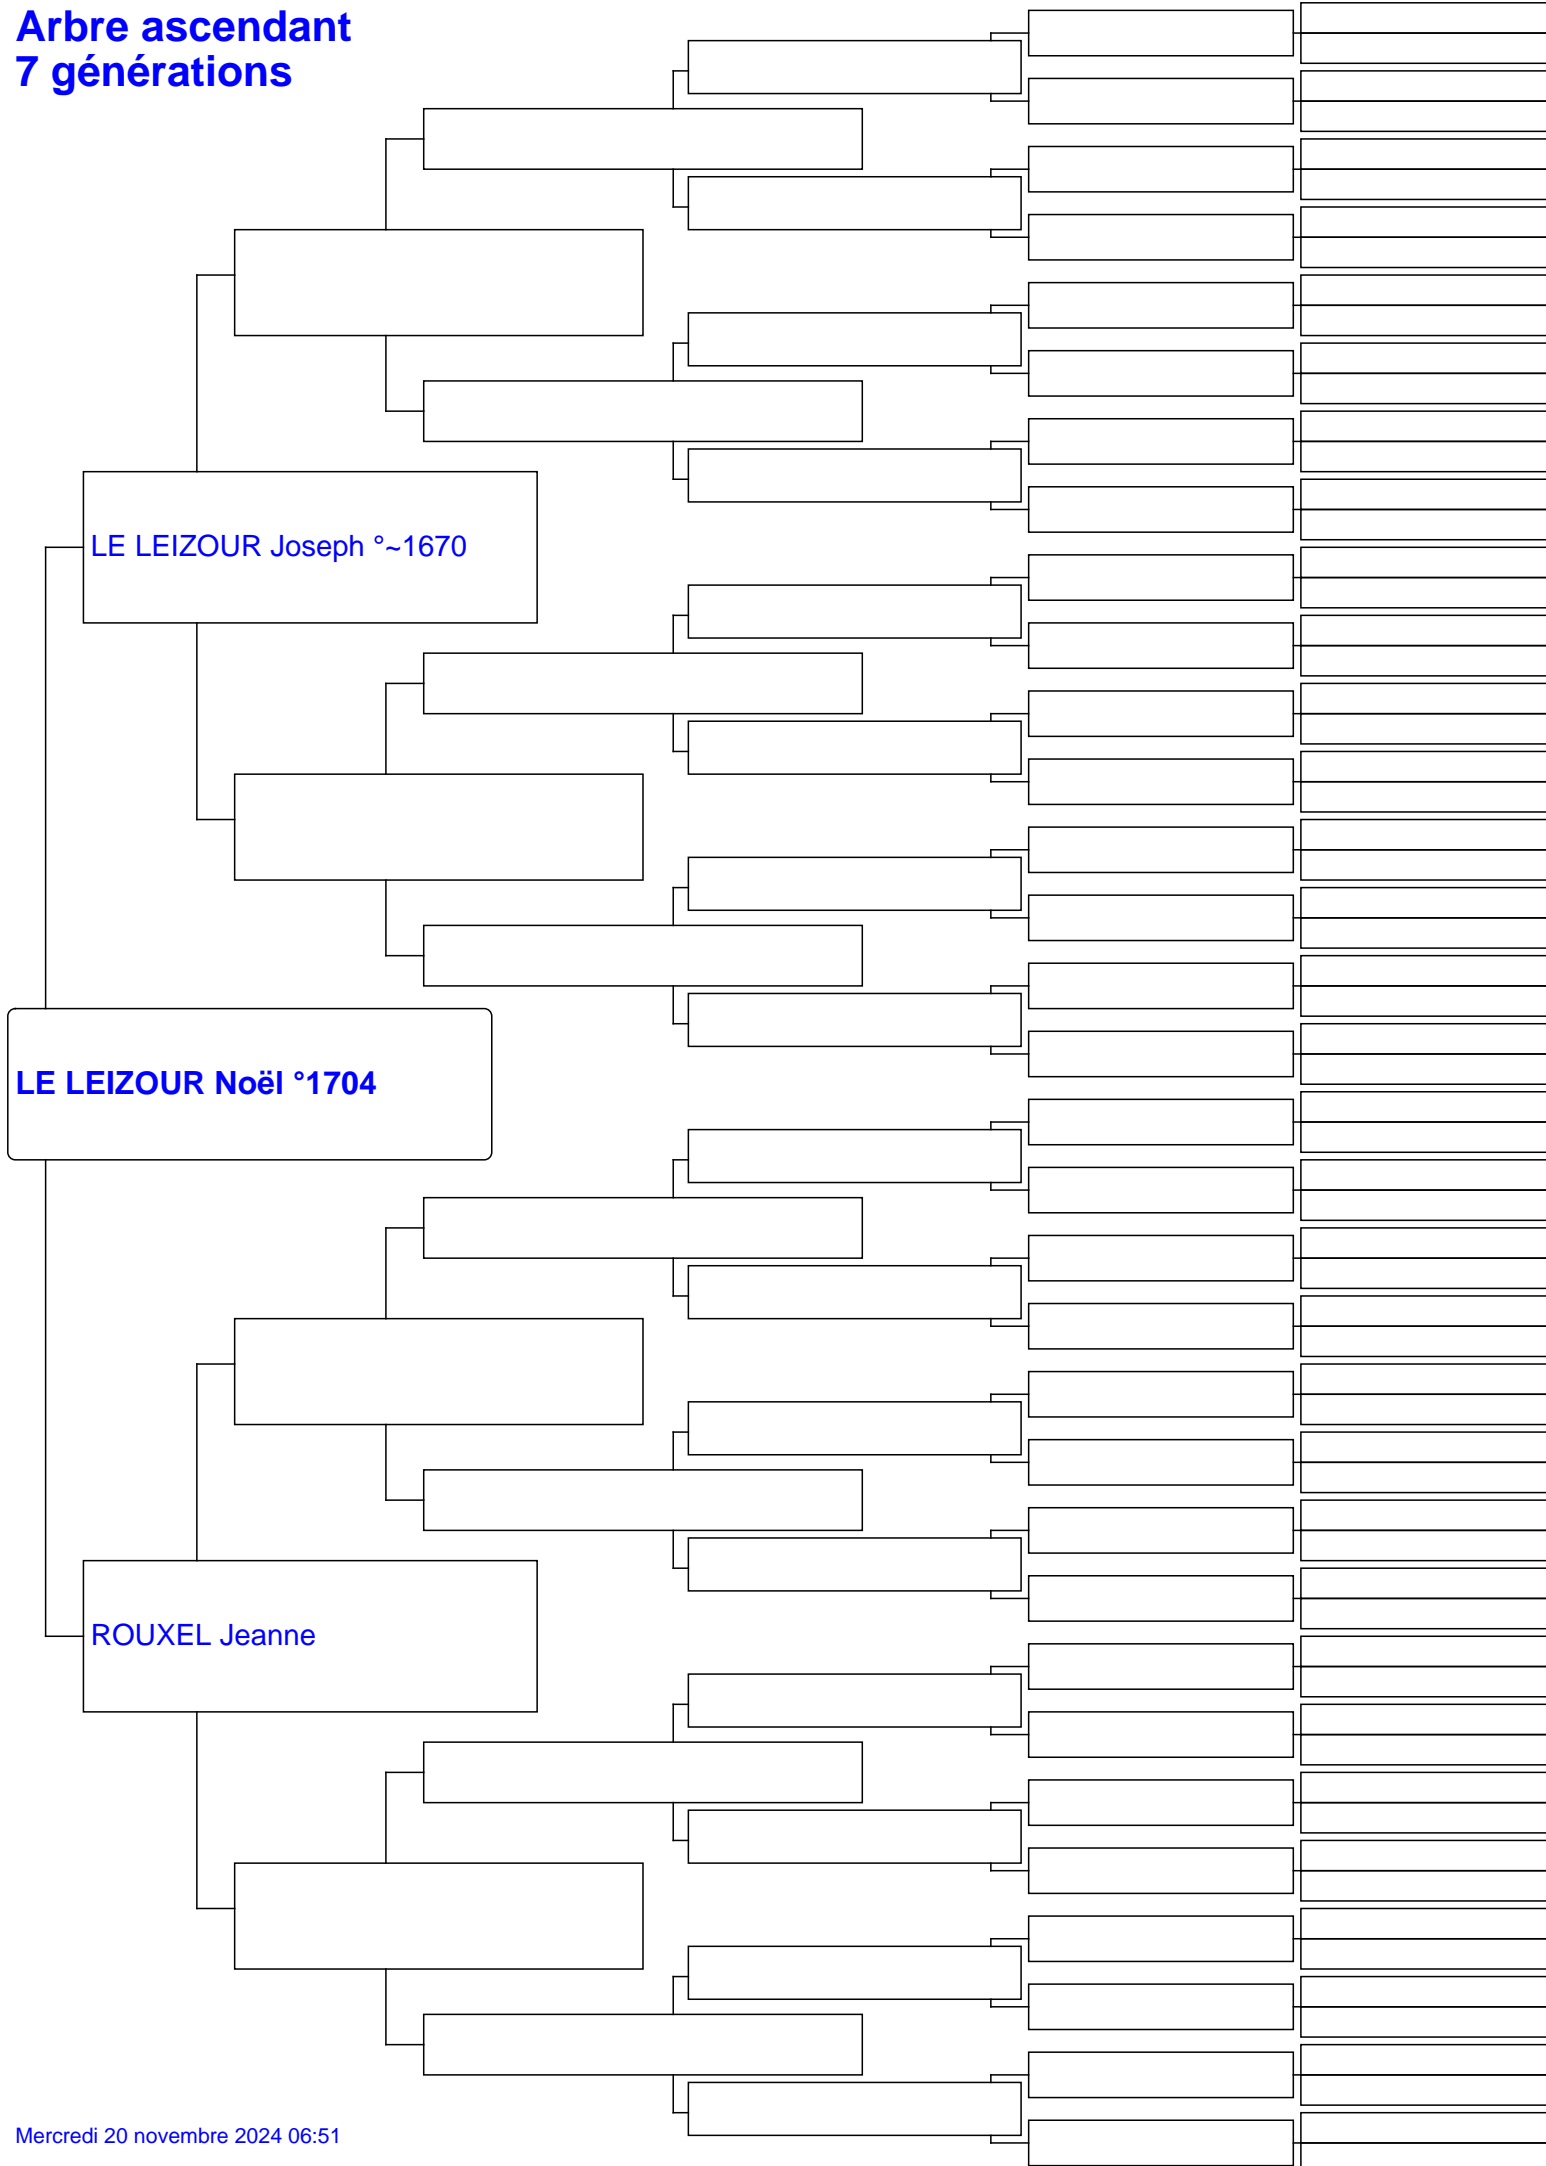 Arbre ascendant
7 générations
LE LEIZOUR Joseph °~1670
LE LEIZOUR Noël °1704
ROUXEL Jeanne
Mercredi 20 novembre 2024 06:51